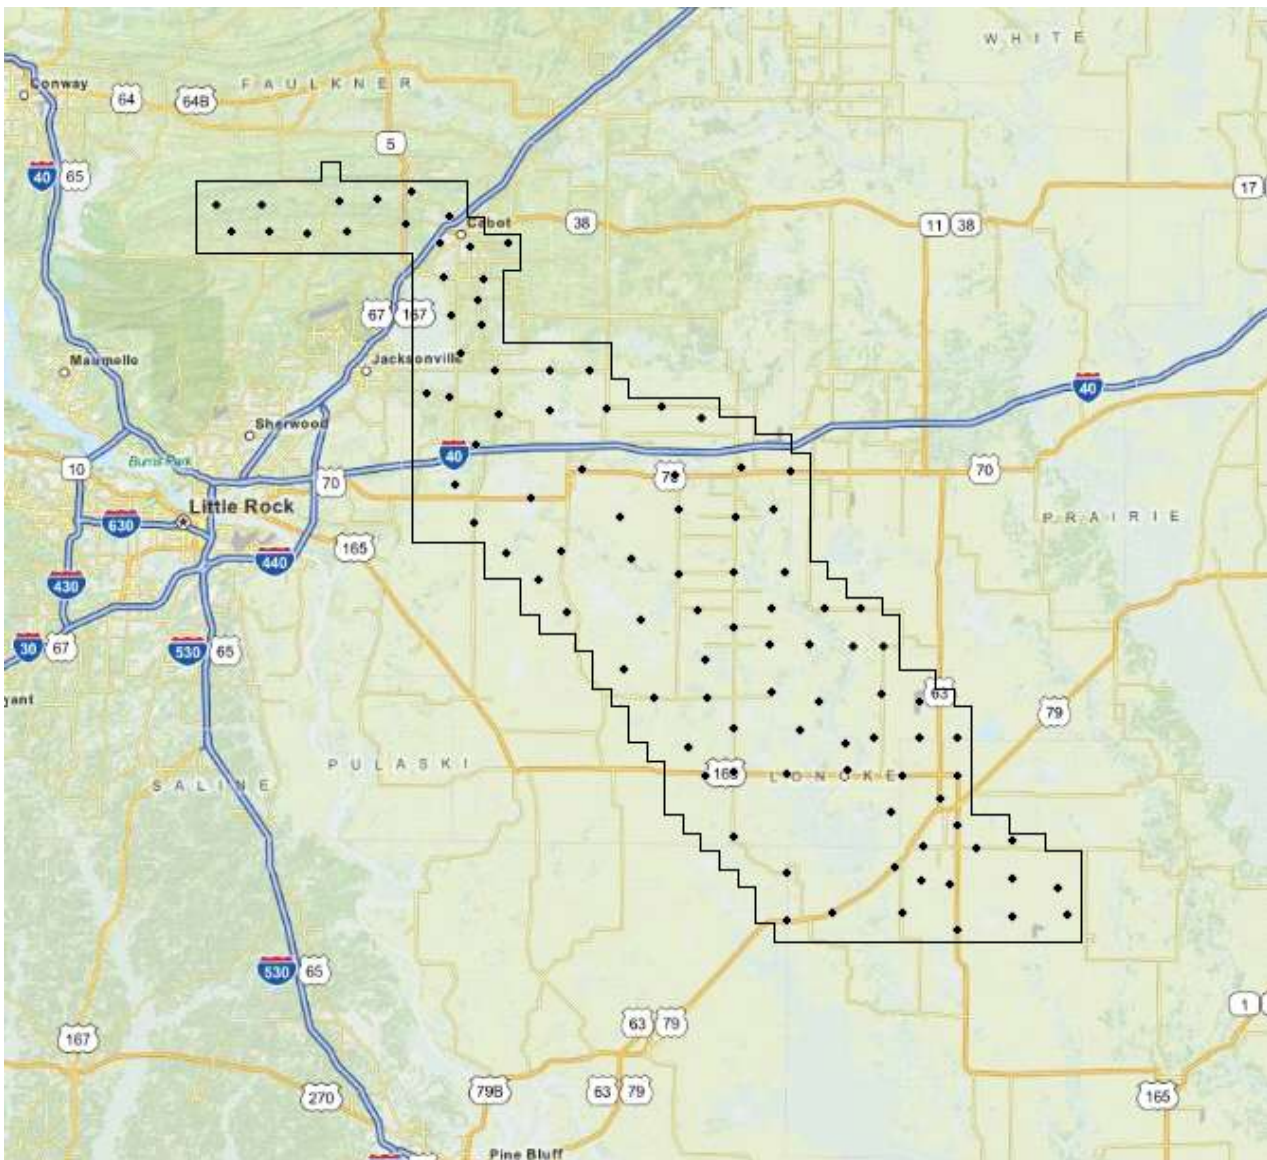 WHITE
Conway
FAULKNER
64
64B
5
40
65
17
Cabot
38
11
38
67
167
Maumelle
Jacksonville
40
Sherwood
Burns Park
10
40
70
70
Little Rock
PRAIRIE
630
165
440
430
30
67
530
65
63
79
PULASKI
165
LONOKE
SALINE
530
65
1
63
79
167
79B
63
79
270
165
Pine Bluff